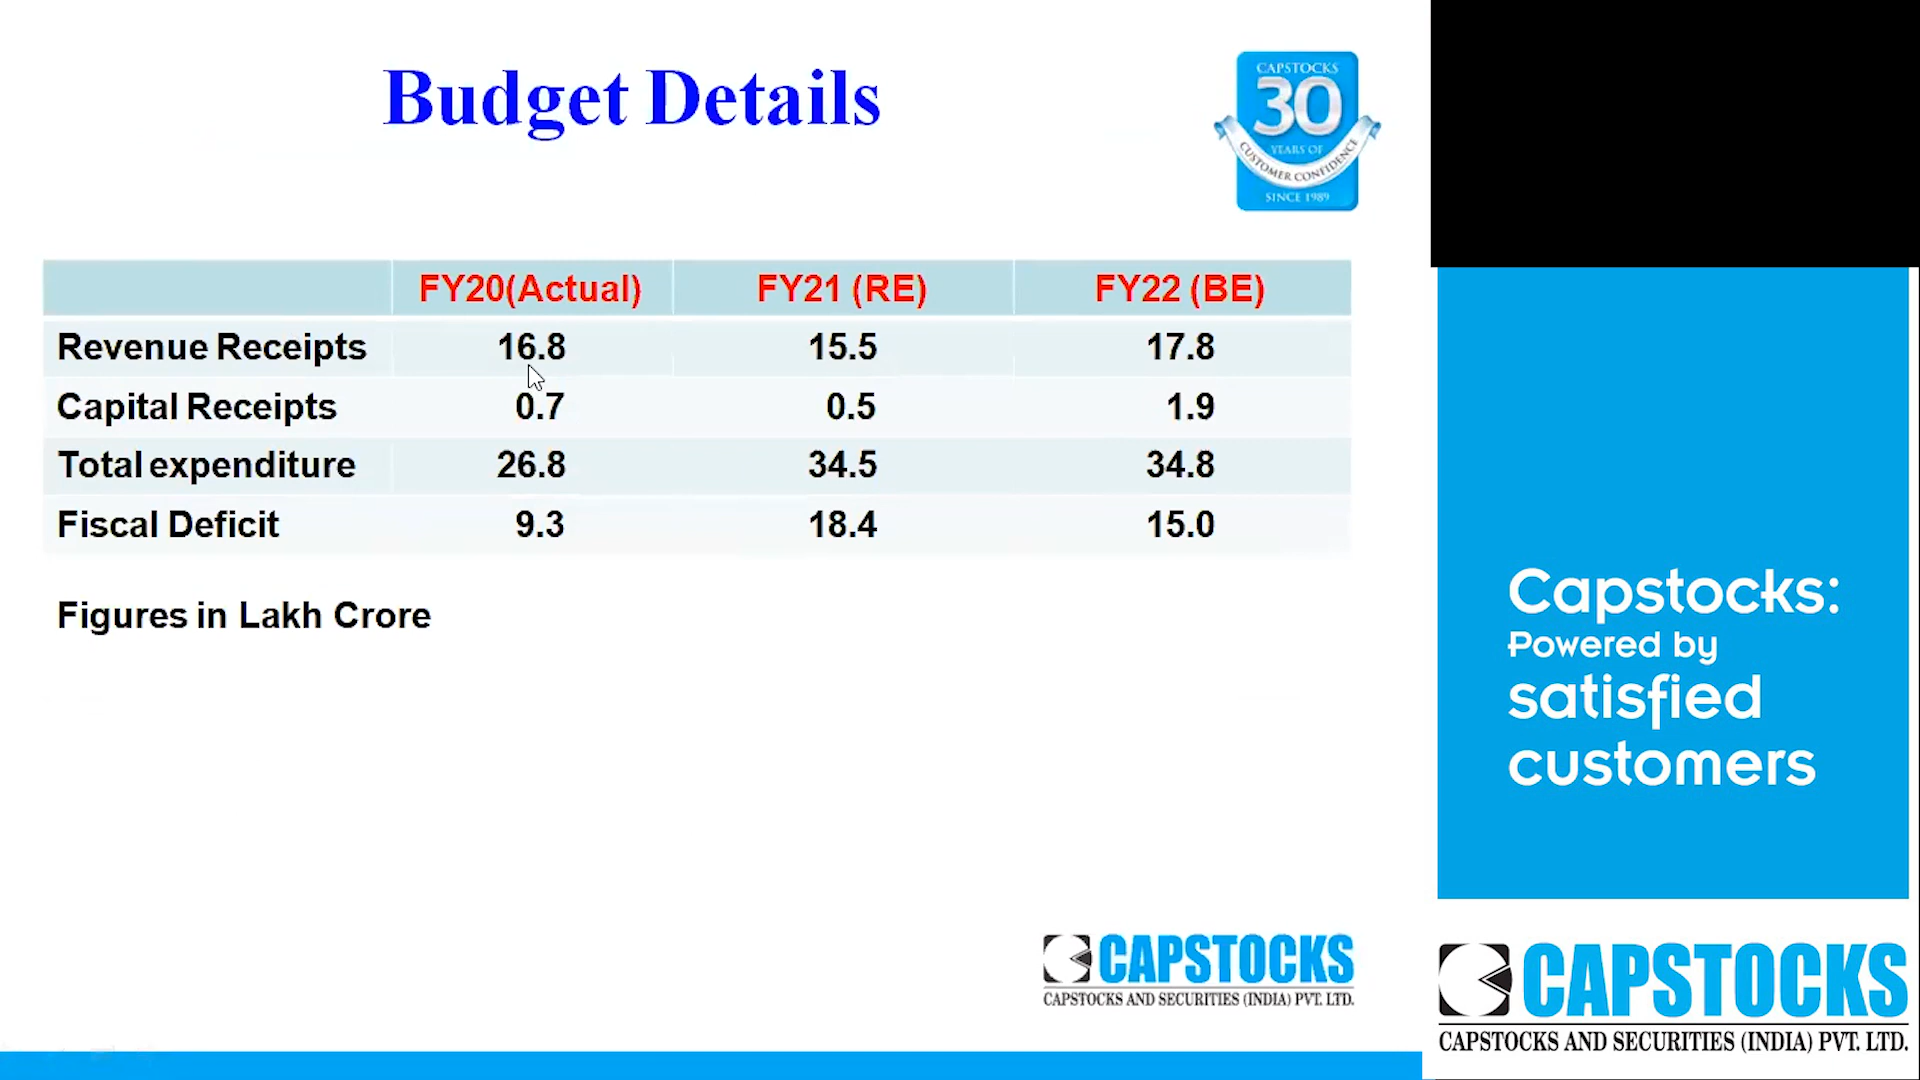 Budget Details
CAPSTOCKS
30
YEARS OF
CUSTOMER CONFIDENCE
SINCE 1989
FY20(Actual) FY21 (RE) FY22 (BE)
Revenue Receipts 16.8 15.5 17.8
Capital Receipts 0.7 0.5 1.9
Total expenditure 26.8 34.5 34.8
Fiscal Deficit 9.3 18.4 15.0
Figures in Lakh Crore
Capstocks:
Powered by
satisfied
customers
CAPSTOCKS
CAPSTOCKS AND SECURITIES (INDIA) PVT. LTD.
CAPSTOCKS
CAPSTOCKS AND SECURITIES (INDIA) PVT. LTD.